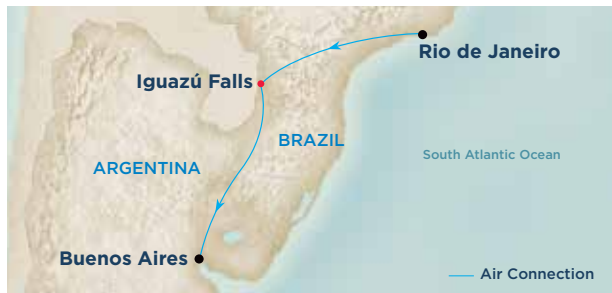 Rio de Janeiro
Iguazú Falls
BRAZIL
South Atlantic Ocean
ARGENTINA
Buenos Aires
Air Connection